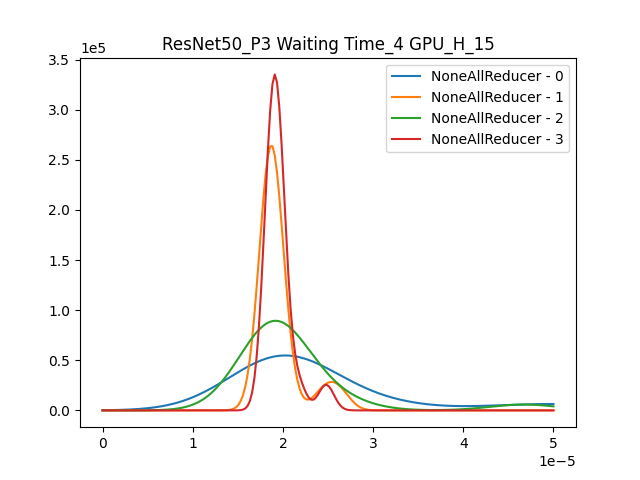 ResNet50_P3 Waiting Time_4 GPU_H_15
1e5
NoneAllReducer - 0
NoneAllReducer - 1
NoneAllReducer - 2
NoneAllReducer - 3
3.5
3.0
2.5
2.0
1.5
1.0
0.5
0.0
0 1 2 3 4 5
1e−5